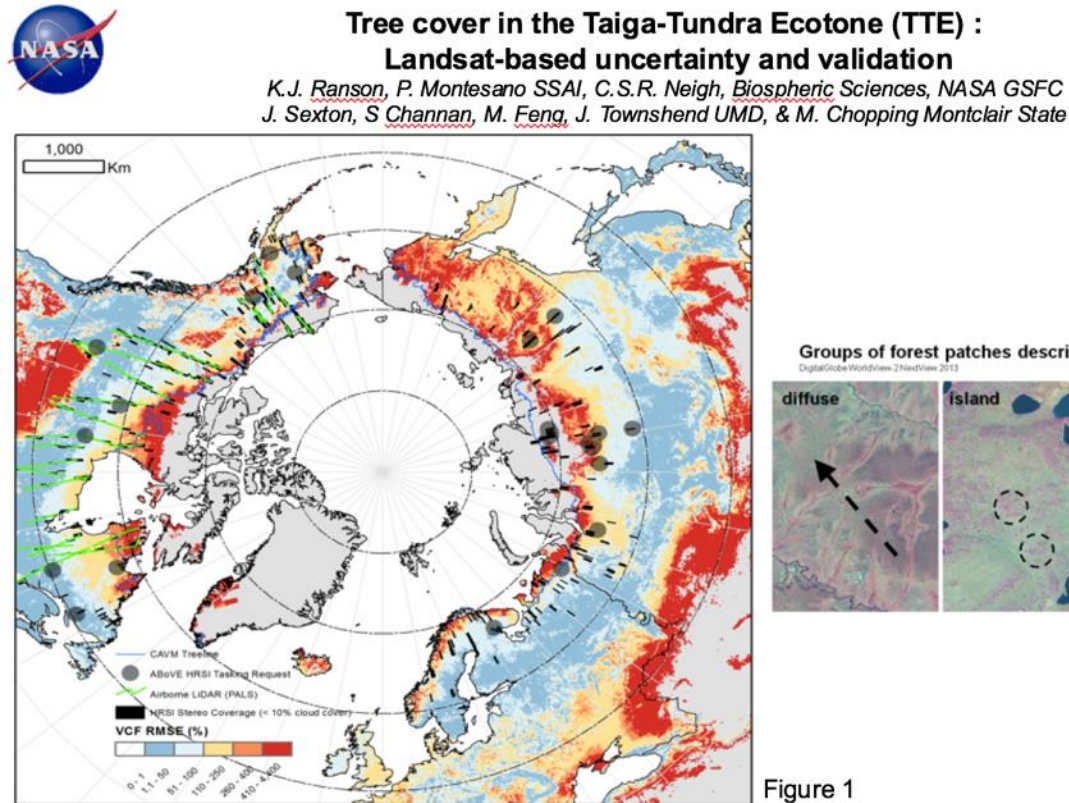 NASA
Tree cover in the Taiga-Tundra Ecotone (TTE) :
Landsat-based uncertainty and validation
K.J. Ranson, P. Montesano SSAI, C.S.R. Neigh, Biospheric Sciences, NASA GSFC
J. Sexton, S Channan, M. Feng, J. Townshend UMD, & M. Chopping Montclair State
1,000
Km
CAVM Treeline
ABoVE HRSI Tasking Request
Airborne LiDAR (PALS)
HRSI Stereo Coverage (< 10% cloud cover)
VCF RMSE (%)
0 - 1
1.1 - 50
51 - 100
110 - 250
260 - 400
410 - 4,400
Groups of forest patches descri
DigitalGlobe WorldView-2 NextView 2013
diffuse
island
Figure 1